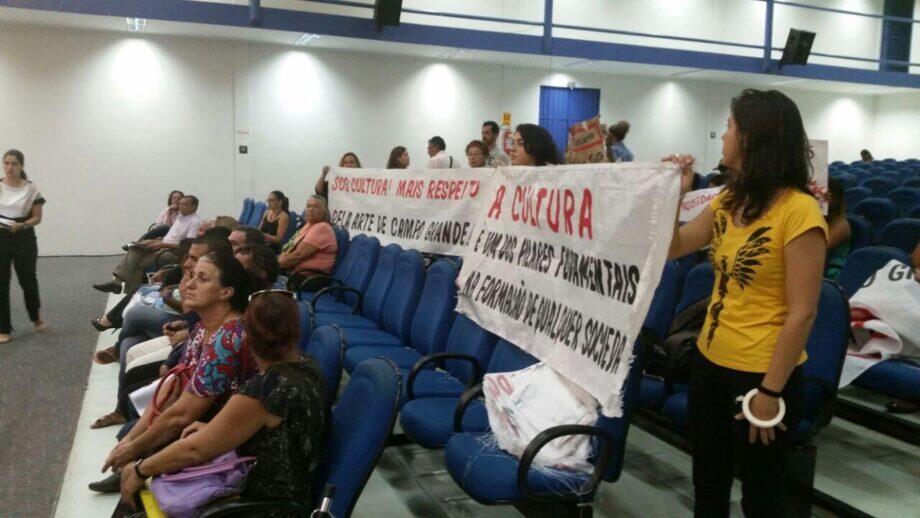 SOS CULTURA! MAIS RESPEITO
PELA ARTE DE CAMPO GRANDE!
A CULTURA
É UM DOS PILARES FUNDAMENTAIS
NA FORMAÇÃO DE QUALQUER SOCIEDADE